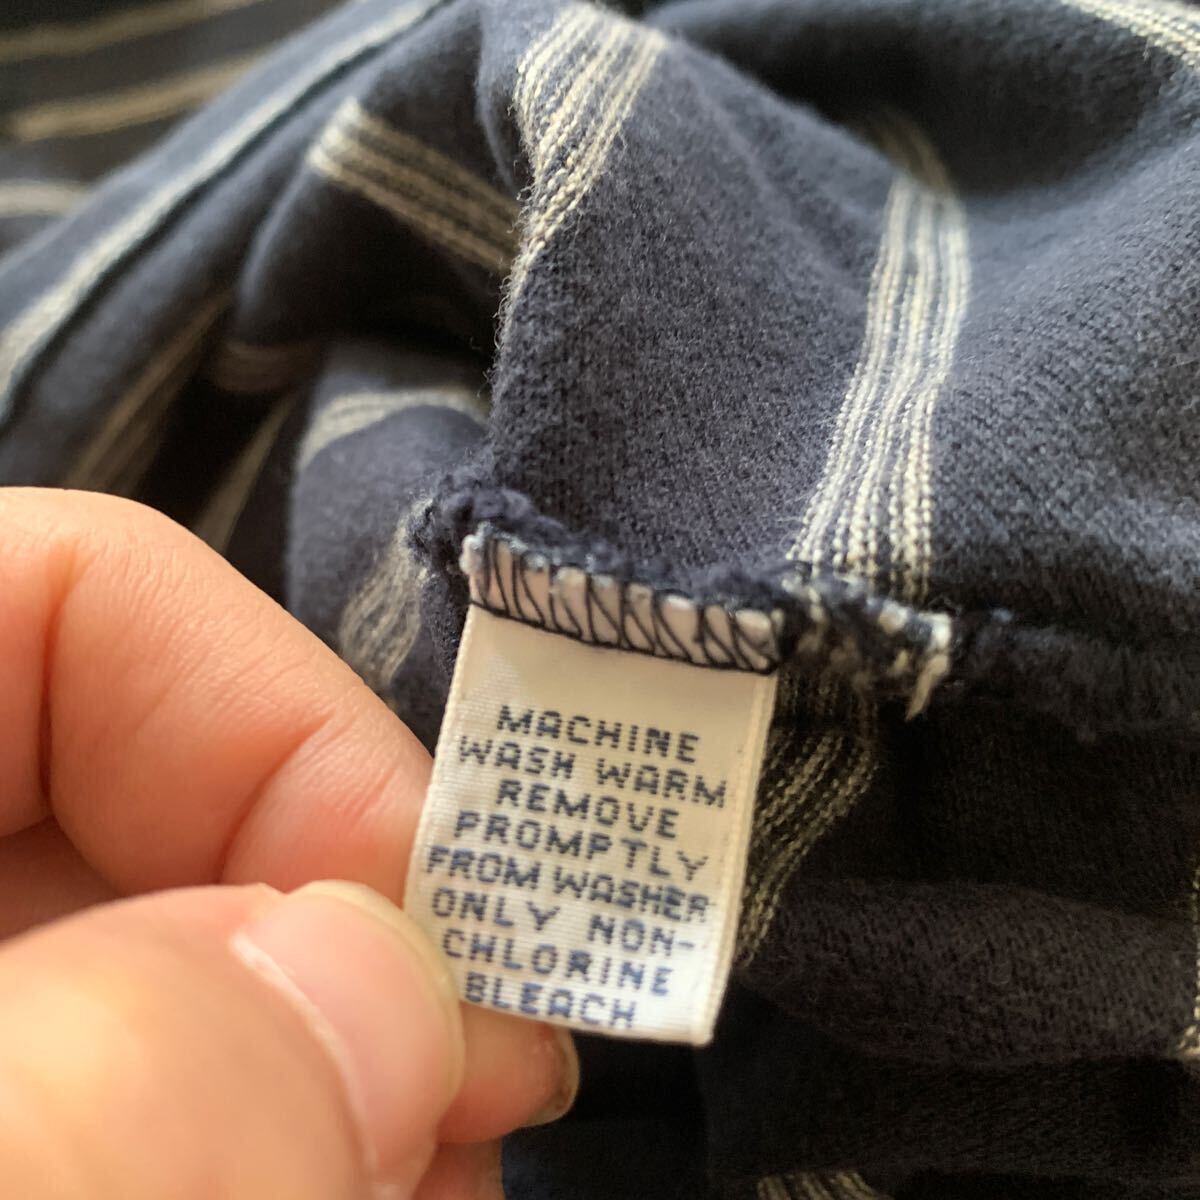 MACHINE
WASH WARM
REMOVE
PROMPTLY
FROM WASHER
ONLY NON-
CHLORINE
BLEACH